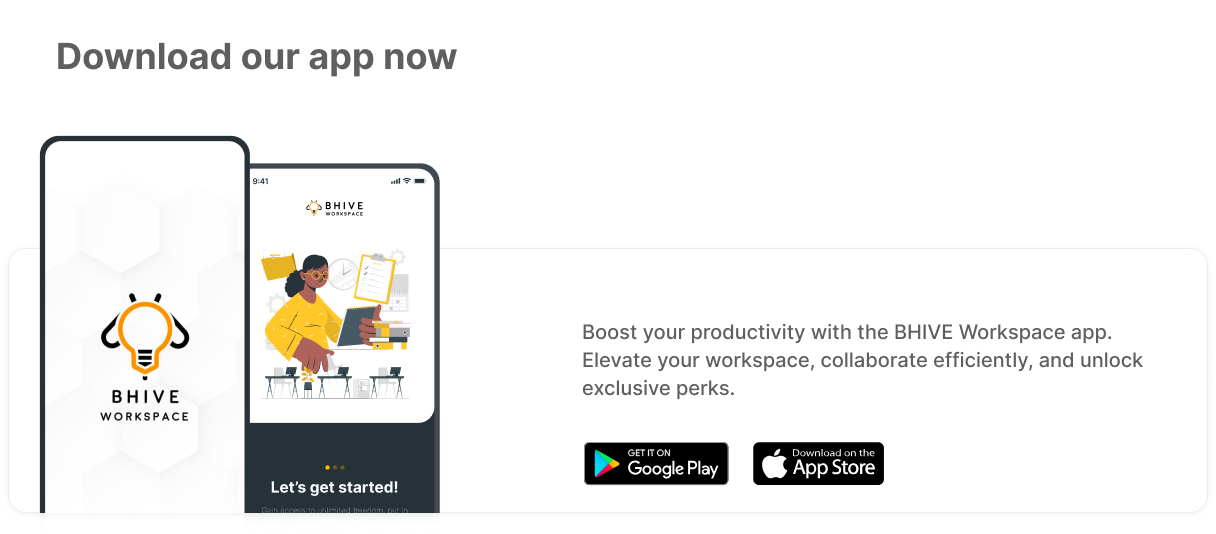 Download our app now
BHIVE
WORKSPACE
9:41
BHIVE
WORKSPACE
Let's get started!
Gain access to unlimited freedom, put in
Boost your productivity with the BHIVE Workspace app.
Elevate your workspace, collaborate efficiently, and unlock
exclusive perks.
GET IT ON
Google Play
Download on the
App Store